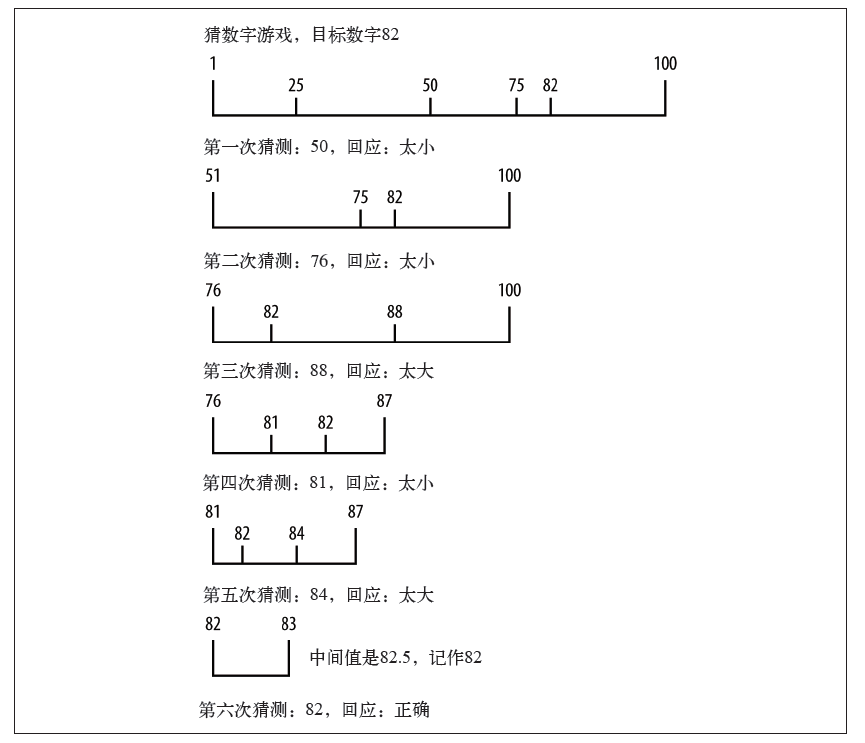 猜数字游戏，目标数字82
1 100
25 50 75 82
第一次猜测：50，回应：太小
51 100
75 82
第二次猜测：76，回应：太小
76 100
82 88
第三次猜测：88，回应：太大
76 87
81 82
第四次猜测：81，回应：太小
81 87
82 84
第五次猜测：84，回应：太大
82 83
中间值是82.5，记作82
第六次猜测：82，回应：正确